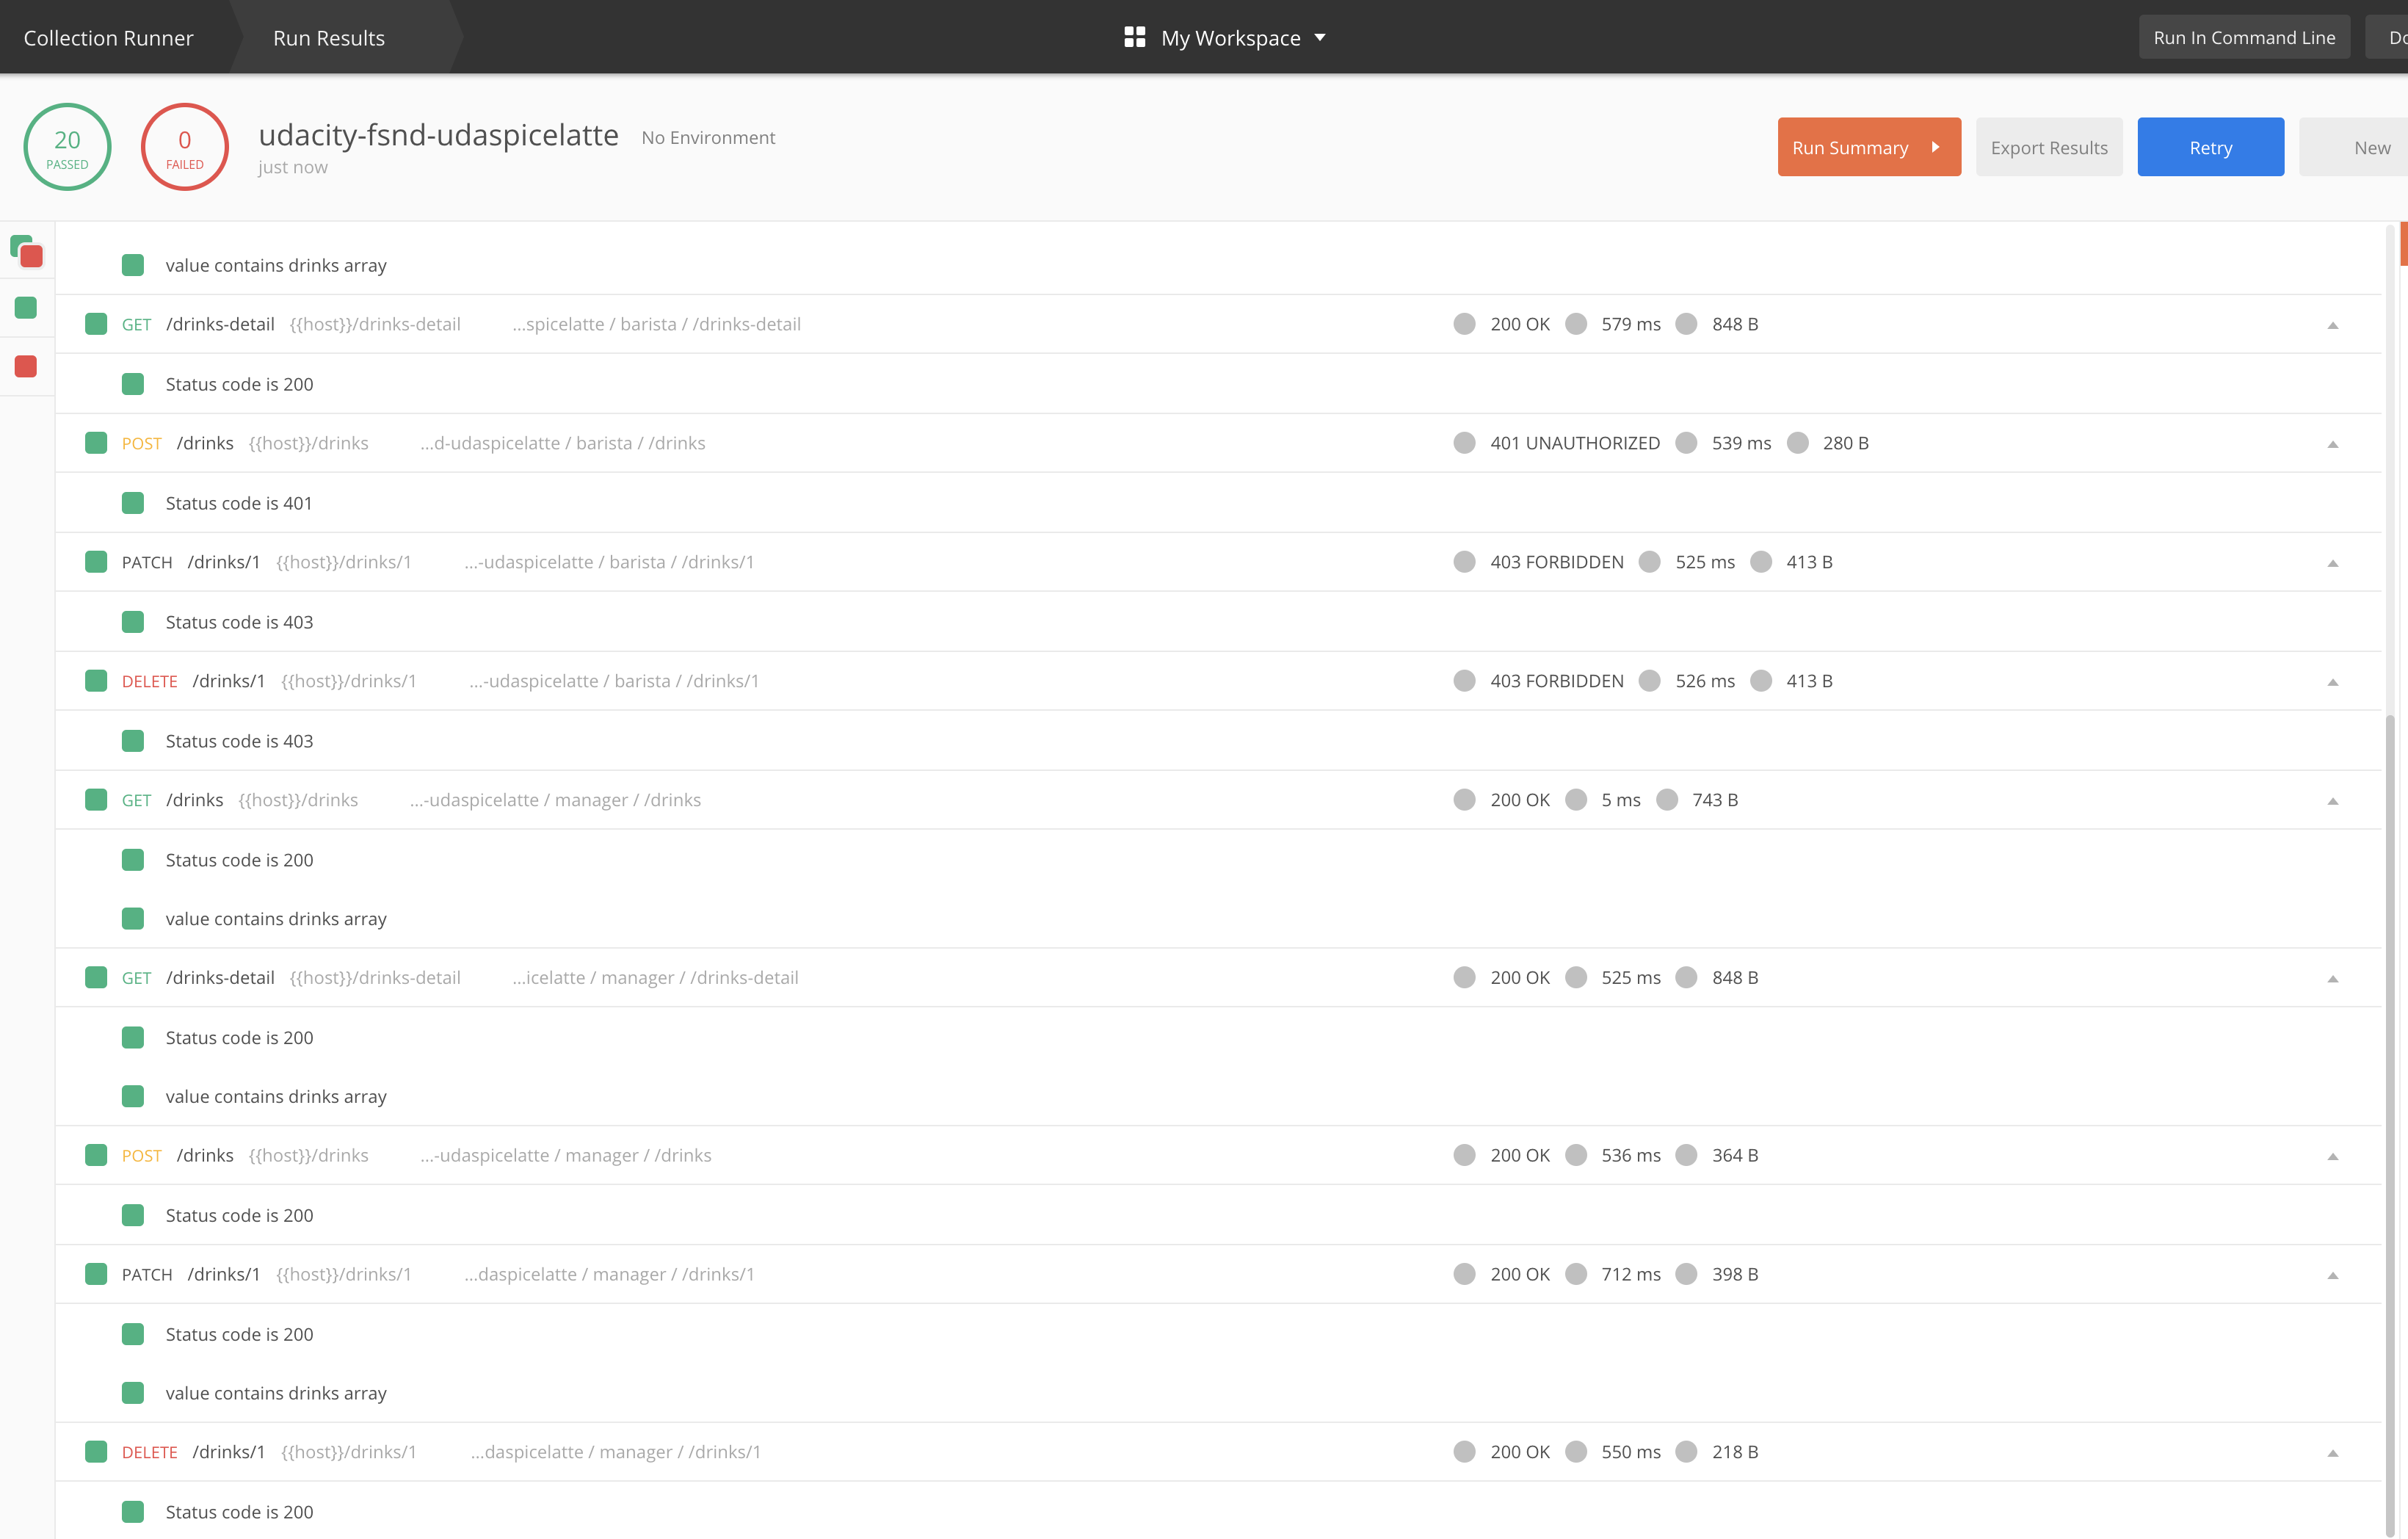 Collection Runner Run Results My Workspace Run In Command Line
20 PASSED 0 FAILED udacity-fsnd-udaspicelatte No Environment Run Summary Export Results Retry New
just now
value contains drinks array
GET /drinks-detail {{host}}/drinks-detail ...spicelatte / barista / /drinks-detail 200 OK 579 ms 848 B
Status code is 200
POST /drinks {{host}}/drinks ...d-udaspicelatte / barista / /drinks 401 UNAUTHORIZED 539 ms 280 B
Status code is 401
PATCH /drinks/1 {{host}}/drinks/1 ...-udaspicelatte / barista / /drinks/1 403 FORBIDDEN 525 ms 413 B
Status code is 403
DELETE /drinks/1 {{host}}/drinks/1 ...-udaspicelatte / barista / /drinks/1 403 FORBIDDEN 526 ms 413 B
Status code is 403
GET /drinks {{host}}/drinks ...-udaspicelatte / manager / /drinks 200 OK 5 ms 743 B
Status code is 200
value contains drinks array
GET /drinks-detail {{host}}/drinks-detail ...icelatte / manager / /drinks-detail 200 OK 525 ms 848 B
Status code is 200
value contains drinks array
POST /drinks {{host}}/drinks ...-udaspicelatte / manager / /drinks 200 OK 536 ms 364 B
Status code is 200
PATCH /drinks/1 {{host}}/drinks/1 ...daspicelatte / manager / /drinks/1 200 OK 712 ms 398 B
Status code is 200
value contains drinks array
DELETE /drinks/1 {{host}}/drinks/1 ...daspicelatte / manager / /drinks/1 200 OK 550 ms 218 B
Status code is 200